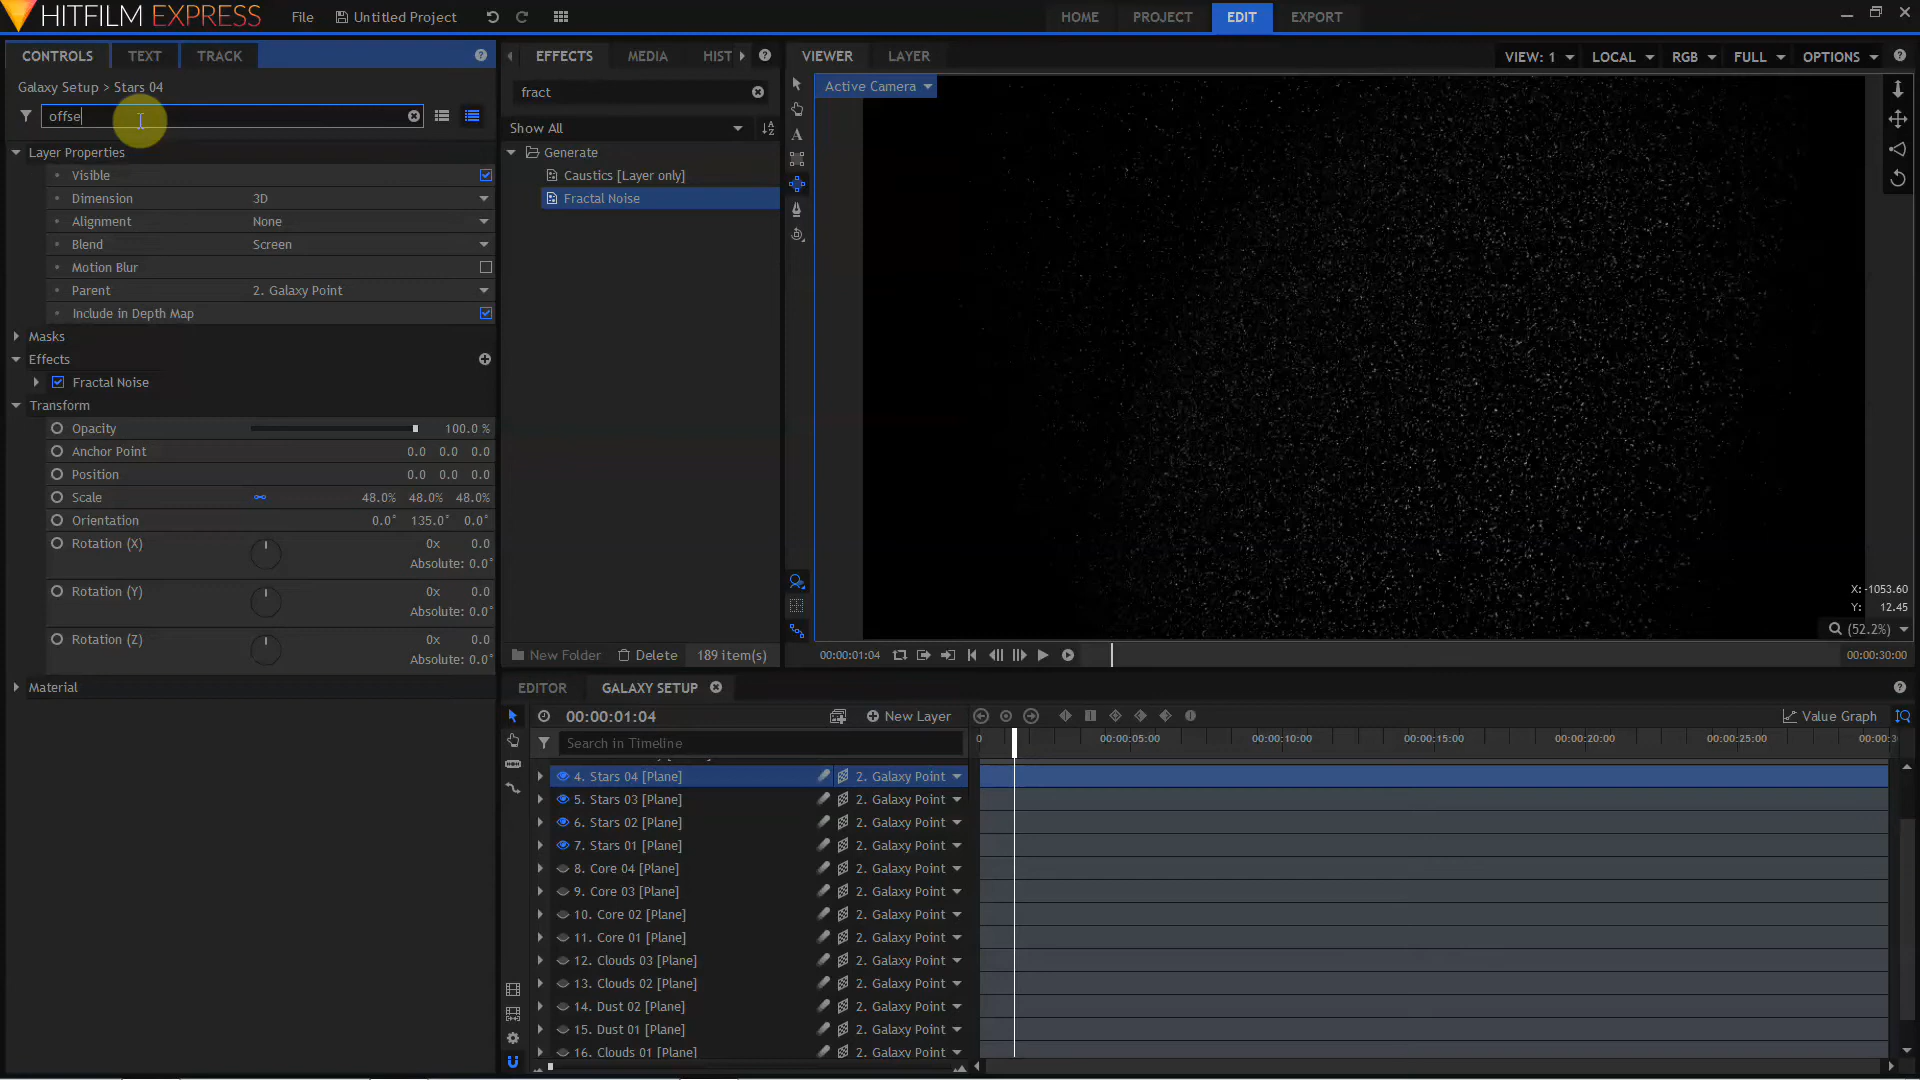 HITFILM EXPRESS
File
Untitled Project
HOME
PROJECT
EDIT
EXPORT
CONTROLS
TEXT
TRACK
Galaxy Setup > Stars 04
offse
Layer Properties
Visible
Dimension 3D
Alignment None
Blend Screen
Motion Blur
Parent 2. Galaxy Point
Include in Depth Map
Masks
Effects
Fractal Noise
Transform
Opacity 100.0 %
Anchor Point 0.0 0.0 0.0
Position 0.0 0.0 0.0
Scale 48.0% 48.0% 48.0%
Orientation 0.0° 135.0° 0.0°
Rotation (X) 0x 0.0
Absolute: 0.0°
Rotation (Y) 0x 0.0
Absolute: 0.0°
Rotation (Z) 0x 0.0
Absolute: 0.0°
Material
EFFECTS
MEDIA
HIST
fract
Show All
Generate
Caustics [Layer only]
Fractal Noise
New Folder
Delete
189 item(s)
VIEWER
LAYER
VIEW: 1
LOCAL
RGB
FULL
OPTIONS
Active Camera
A
X: -1053.60
Y: 12.45
(52.2%)
00:00:01:04
00:00:30:00
EDITOR
GALAXY SETUP
00:00:01:04
New Layer
Value Graph
Search in Timeline
0
00:00:05:00
00:00:10:00
00:00:15:00
00:00:20:00
00:00:25:00
00:00:3
4. Stars 04 [Plane] 2. Galaxy Point
5. Stars 03 [Plane] 2. Galaxy Point
6. Stars 02 [Plane] 2. Galaxy Point
7. Stars 01 [Plane] 2. Galaxy Point
8. Core 04 [Plane] 2. Galaxy Point
9. Core 03 [Plane] 2. Galaxy Point
10. Core 02 [Plane] 2. Galaxy Point
11. Core 01 [Plane] 2. Galaxy Point
12. Clouds 03 [Plane] 2. Galaxy Point
13. Clouds 02 [Plane] 2. Galaxy Point
14. Dust 02 [Plane] 2. Galaxy Point
15. Dust 01 [Plane] 2. Galaxy Point
16. Clouds 01 [Plane] 2. Galaxy Point